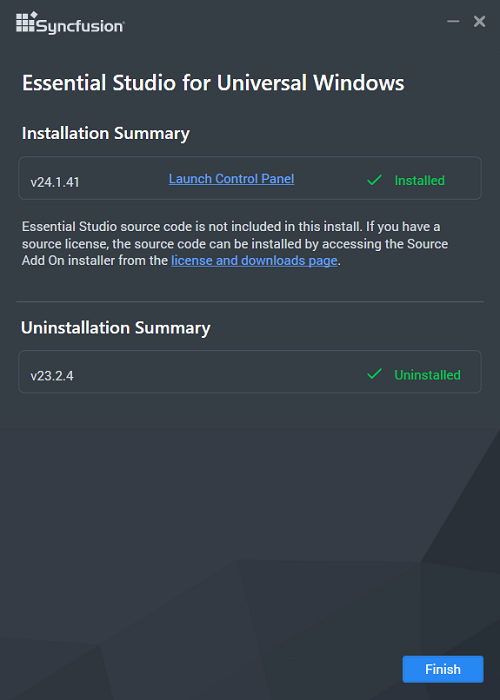 Syncfusion
Essential Studio for Universal Windows
Installation Summary
v24.1.41 Launch Control Panel Installed
Essential Studio source code is not included in this install. If you have a
source license, the source code can be installed by accessing the Source
Add On installer from the license and downloads page.
Uninstallation Summary
v23.2.4 Uninstalled
Finish